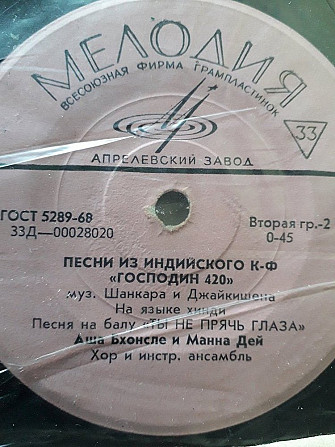 МЕЛОДИЯ
ВСЕСОЮЗНАЯ ФИРМА ГРАМПЛАСТИНОК
33
АПРЕЛЕВСКИЙ ЗАВОД
ГОСТ 5289-68
33Д—00028020
Вторая гр.-2
0-45
ПЕСНИ ИЗ ИНДИЙСКОГО К-Ф
«ГОСПОДИН 420»
муз. Шанкара и Джайкишена
На языке хинди
Песня на балу «ТЫ НЕ ПРЯЧЬ ГЛАЗА»
Аша Бхонсле и Манна Дей
Хор и инстр. ансамбль